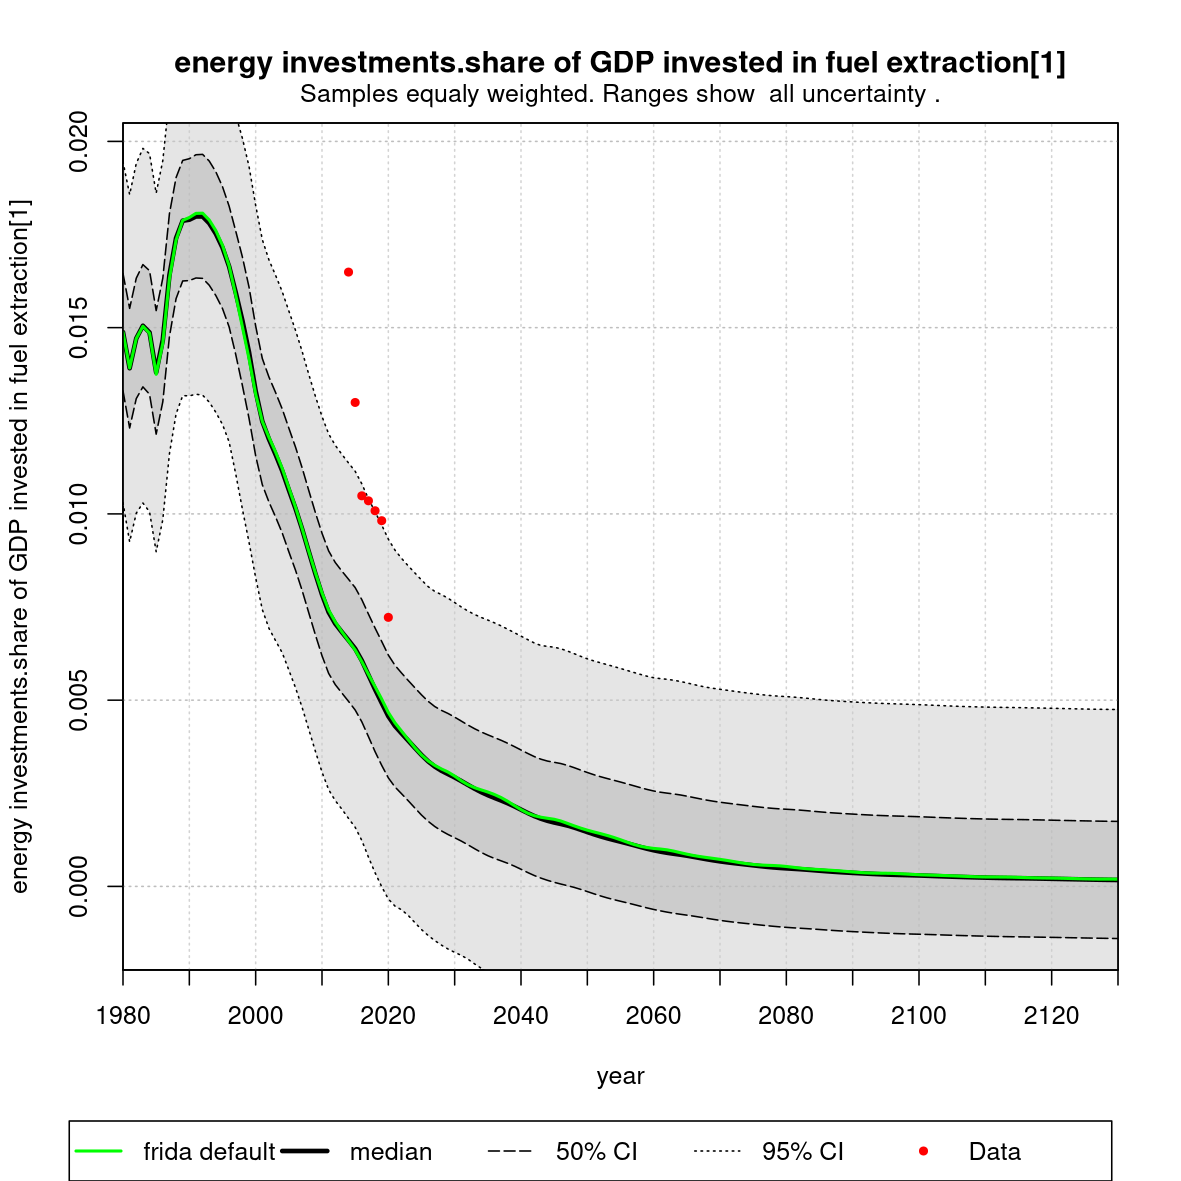 energy investments.share of GDP invested in fuel extraction[1]
Samples equaly weighted. Ranges show  all uncertainty .
energy investments.share of GDP invested in fuel extraction[1]
0.020
0.015
0.010
0.005
0.000
1980 2000 2020 2040 2060 2080 2100 2120
year
frida default median 50% CI 95% CI Data